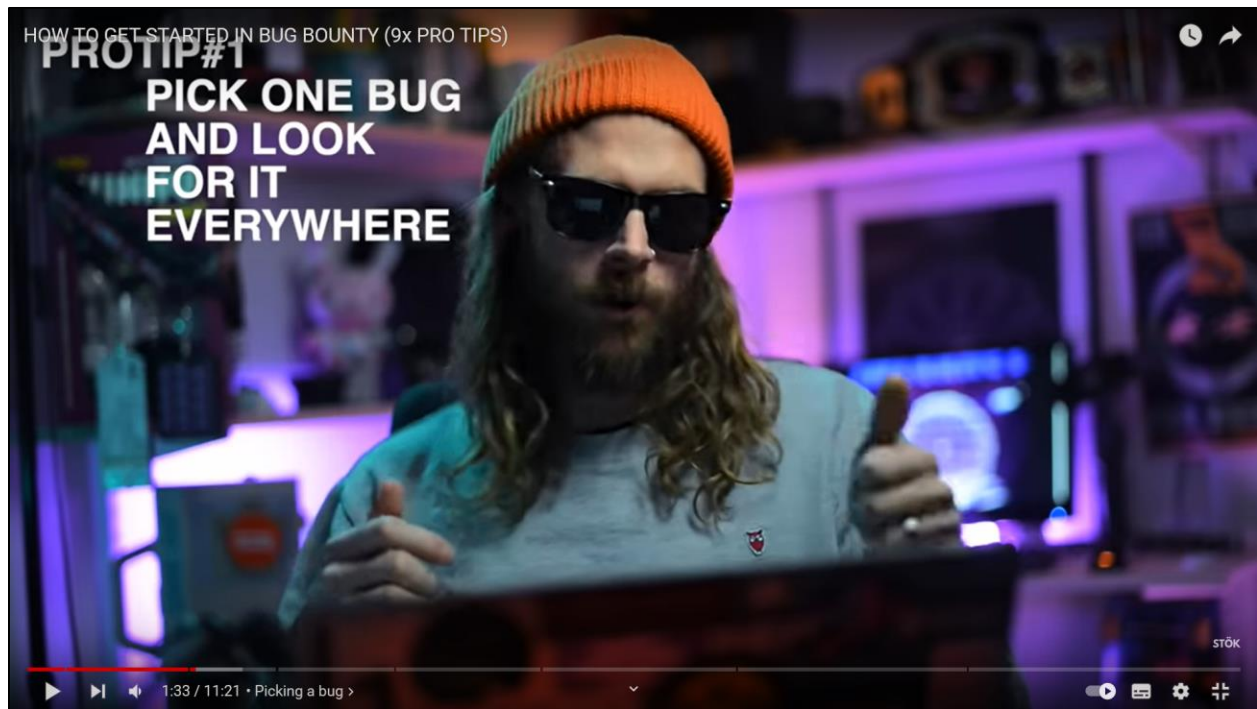 HOW TO GET STARTED IN BUG BOUNTY (9x PRO TIPS)
PROTIP#1
PICK ONE BUG
AND LOOK
FOR IT
EVERYWHERE
STÖK
1:33 / 11:21 • Picking a bug ›